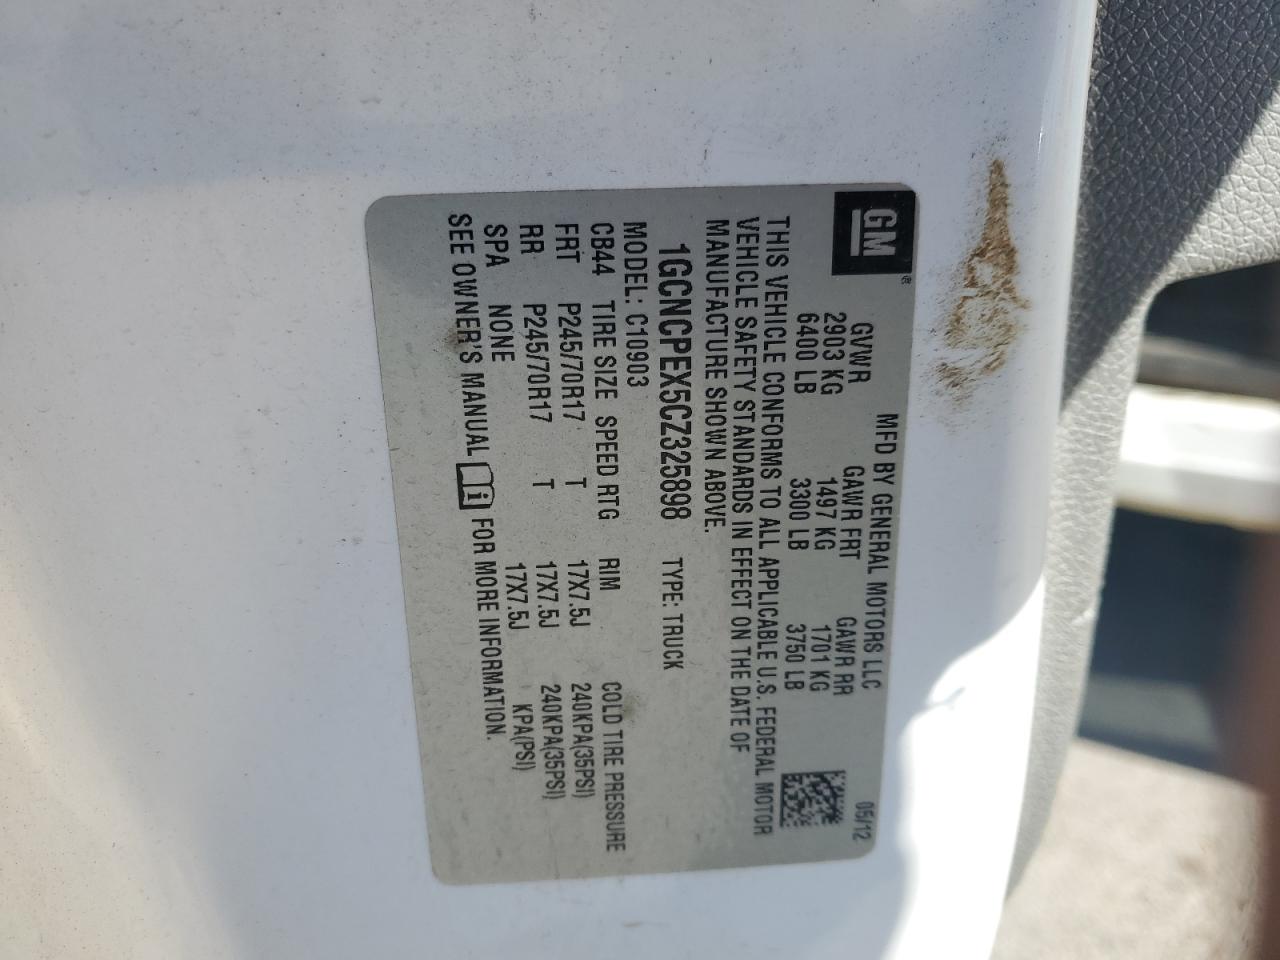 GM®
MFD BY GENERAL MOTORS LLC 05/12
GVWR GAWR FRT GAWR RR
2903 KG 1497 KG 1701 KG
6400 LB 3300 LB 3750 LB
THIS VEHICLE CONFORMS TO ALL APPLICABLE U.S. FEDERAL MOTOR
VEHICLE SAFETY STANDARDS IN EFFECT ON THE DATE OF
MANUFACTURE SHOWN ABOVE.
1GCNCPEX5CZ325898 TYPE: TRUCK
MODEL: C10903
CB44 TIRE SIZE SPEED RTG RIM COLD TIRE PRESSURE
FRT P245/70R17 T 17X7.5J 240KPA(35PSI)
RR P245/70R17 T 17X7.5J 240KPA(35PSI)
SPA NONE 17X7.5J KPA(PSI)
SEE OWNER'S MANUAL i FOR MORE INFORMATION.